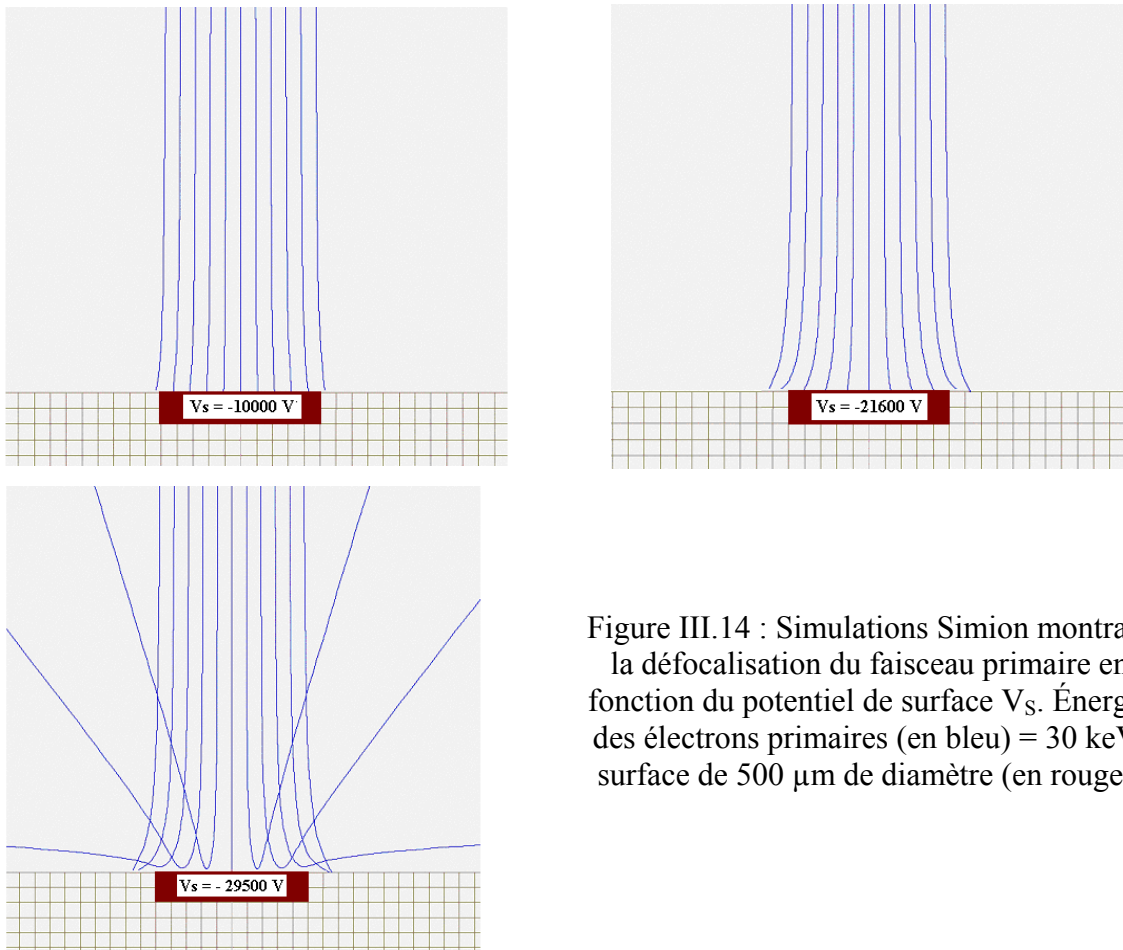 Vs = -10000 V
Vs = -21600 V
Vs = - 29500 V
Figure III.14 : Simulations Simion montra
la défocalisation du faisceau primaire en
fonction du potentiel de surface VS. Énerg
des électrons primaires (en bleu) = 30 keV
surface de 500 µm de diamètre (en rouge